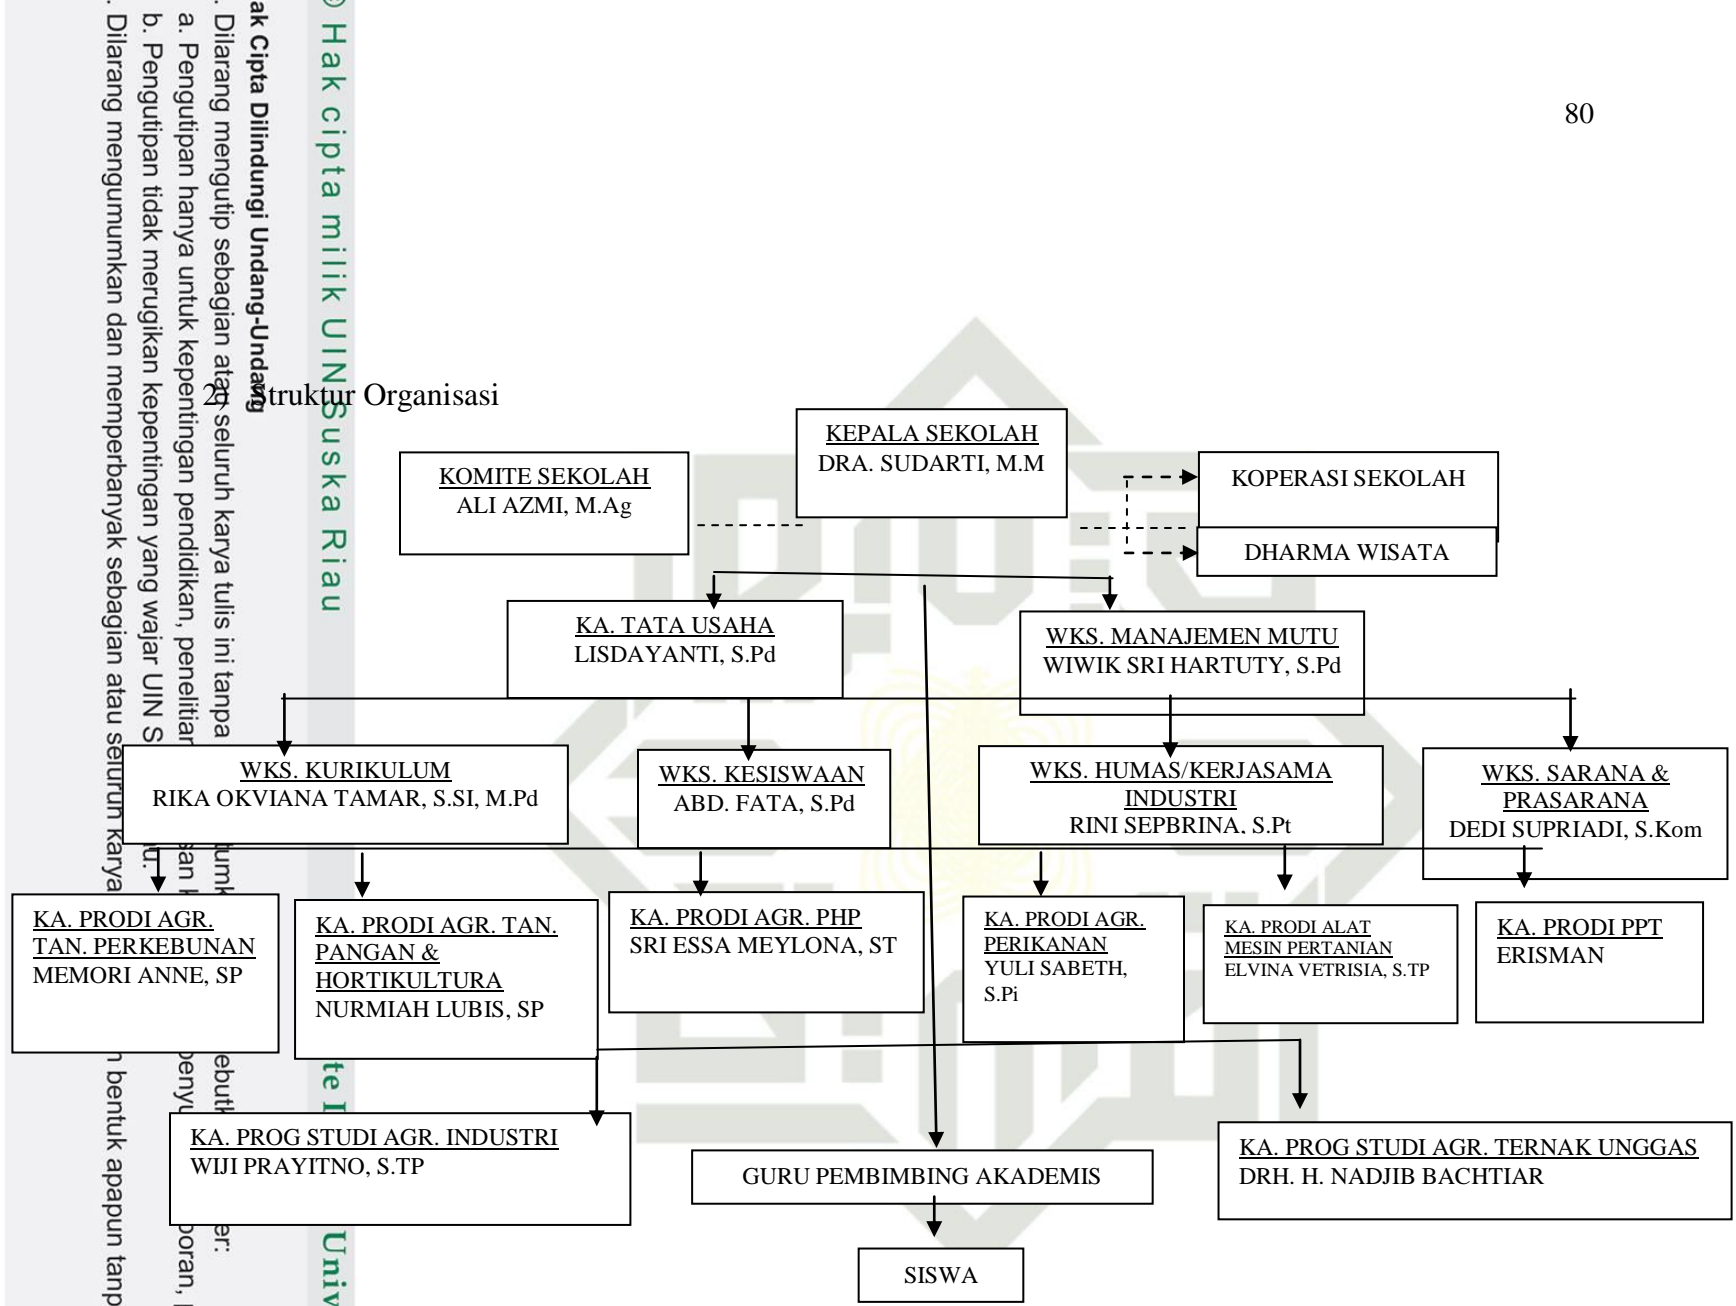 80
2) Struktur Organisasi
KEPALA SEKOLAH
DRA. SUDARTI, M.M
KOMITE SEKOLAH
ALI AZMI, M.Ag
KOPERASI SEKOLAH
DHARMA WISATA
KA. TATA USAHA
LISDAYANTI, S.Pd
WKS. MANAJEMEN MUTU
WIWIK SRI HARTUTY, S.Pd
WKS. KURIKULUM
RIKA OKVIANA TAMAR, S.SI, M.Pd
WKS. KESISWAAN
ABD. FATA, S.Pd
WKS. HUMAS/KERJASAMA
INDUSTRI
RINI SEPBRINA, S.Pt
WKS. SARANA &
PRASARANA
DEDI SUPRIADI, S.Kom
KA. PRODI AGR.
TAN. PERKEBUNAN
MEMORI ANNE, SP
KA. PRODI AGR. TAN.
PANGAN &
HORTIKULTURA
NURMIAH LUBIS, SP
KA. PRODI AGR. PHP
SRI ESSA MEYLONA, ST
KA. PRODI AGR.
PERIKANAN
YULI SABETH,
S.Pi
KA. PRODI ALAT
MESIN PERTANIAN
ELVINA VETRISIA, S.TP
KA. PRODI PPT
ERISMAN
KA. PROG STUDI AGR. INDUSTRI
WIJI PRAYITNO, S.TP
GURU PEMBIMBING AKADEMIS
KA. PROG STUDI AGR. TERNAK UNGGAS
DRH. H. NADJIB BACHTIAR
SISWA
© Hak cipta milik UIN Suska Riau
Cipta Dilindungi Undang-Undang
Dilarang mengutip sebagian atau seluruh karya tulis ini tanpa
a. Pengutipan hanya untuk kepentingan pendidikan, penelitian
b. Pengutipan tidak merugikan kepentingan yang wajar UIN S
Dilarang mengumumkan dan memperbanyak sebagian atau seluruh karya bentuk apapun